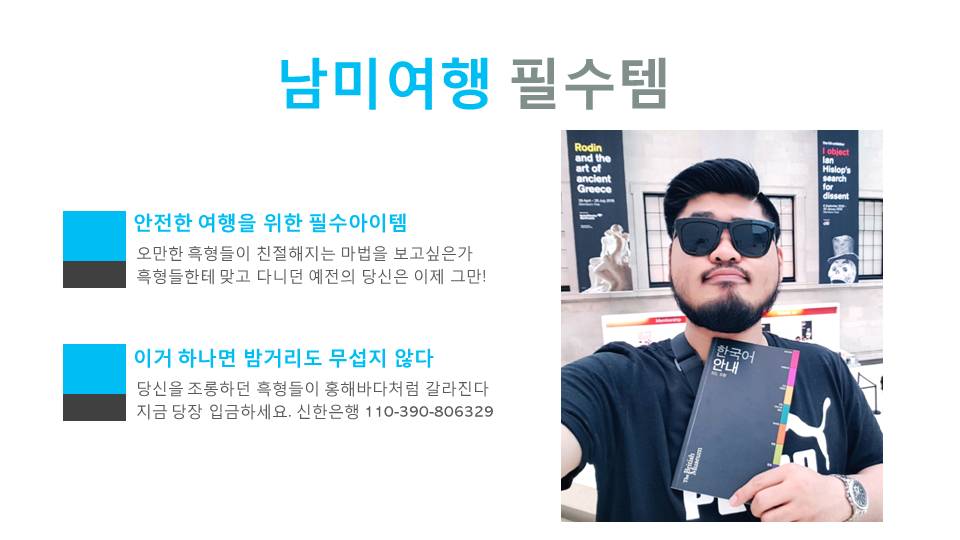 남미여행 필수템
안전한 여행을 위한 필수아이템
오만한 흑형들이 친절해지는 마법을 보고싶은가
흑형들한테 맞고 다니던 예전의 당신은 이제 그만!
이거 하나면 밤거리도 무섭지 않다
당신을 조롱하던 흑형들이 홍해바다처럼 갈라진다
지금 당장 입금하세요. 신한은행 110-390-806329
Rodin
and the
art of
ancient
Greece
I object
Ian
Hislop's
search
for
dissent
Membership
한국어
안내
The British
Museum
PUMA